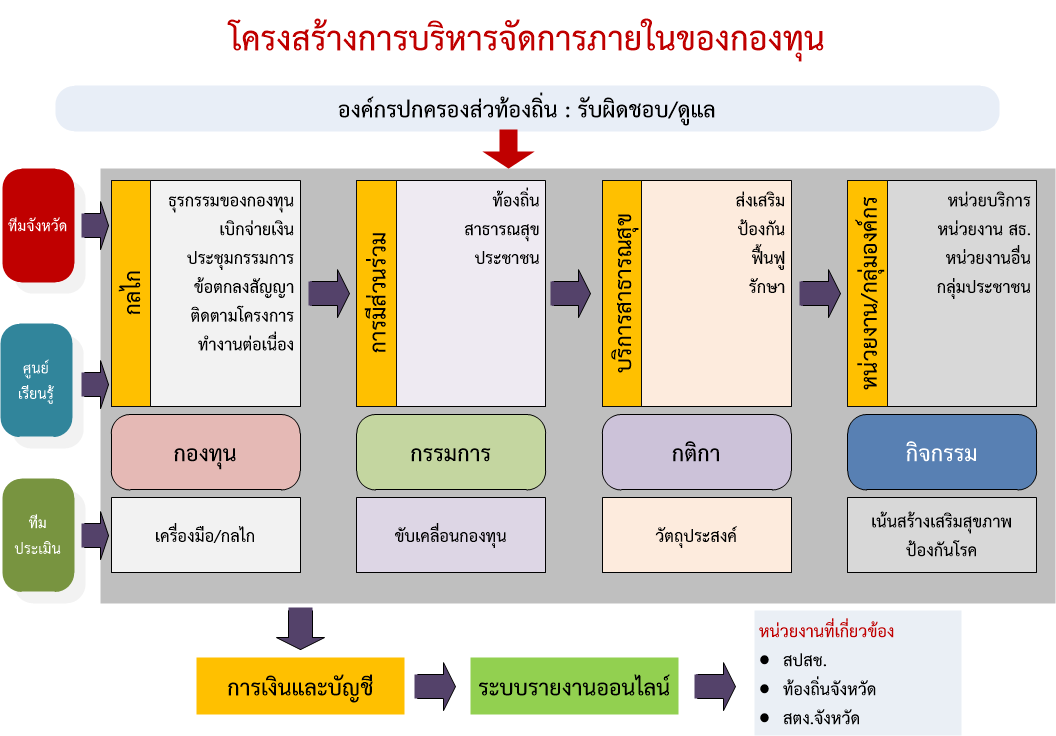 โครงสร้างการบริหารจัดการภายในของกองทุน
องค์กรปกครองส่วท้องถิ่น : รับผิดชอบ/ดูแล
ทีมจังหวัด
ศูนย์
เรียนรู้
ทีม
ประเมิน
กลไก
ธุรกรรมของกองทุน
เบิกจ่ายเงิน
ประชุมกรรมการ
ข้อตกลงสัญญา
ติดตามโครงการ
ทำงานต่อเนื่อง
การมีส่วนร่วม
ท้องถิ่น
สาธารณสุข
ประชาชน
บริการสาธารณสุข
ส่งเสริม
ป้องกัน
ฟื้นฟู
รักษา
หน่วยงาน/กลุ่มองค์กร
หน่วยบริการ
หน่วยงาน สธ.
หน่วยงานอื่น
กลุ่มประชาชน
กองทุน
กรรมการ
กติกา
กิจกรรม
เครื่องมือ/กลไก
ขับเคลื่อนกองทุน
วัตถุประสงค์
เน้นสร้างเสริมสุขภาพ
ป้องกันโรค
การเงินและบัญชี
ระบบรายงานออนไลน์
หน่วยงานที่เกี่ยวข้อง
● สปสช.
● ท้องถิ่นจังหวัด
● สตง.จังหวัด